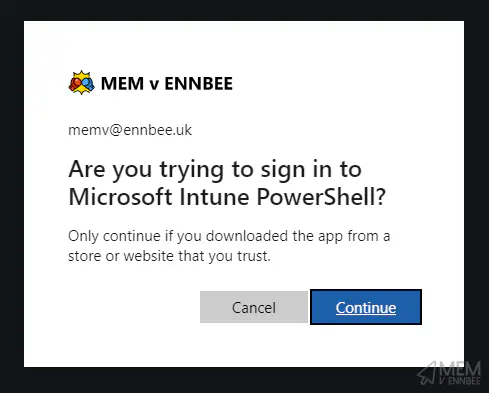 MEM v ENNBEE
memv@ennbee.uk
Are you trying to sign in to
Microsoft Intune PowerShell?
Only continue if you downloaded the app from a
store or website that you trust.
Cancel
Continue
MEM
V ENNBEE